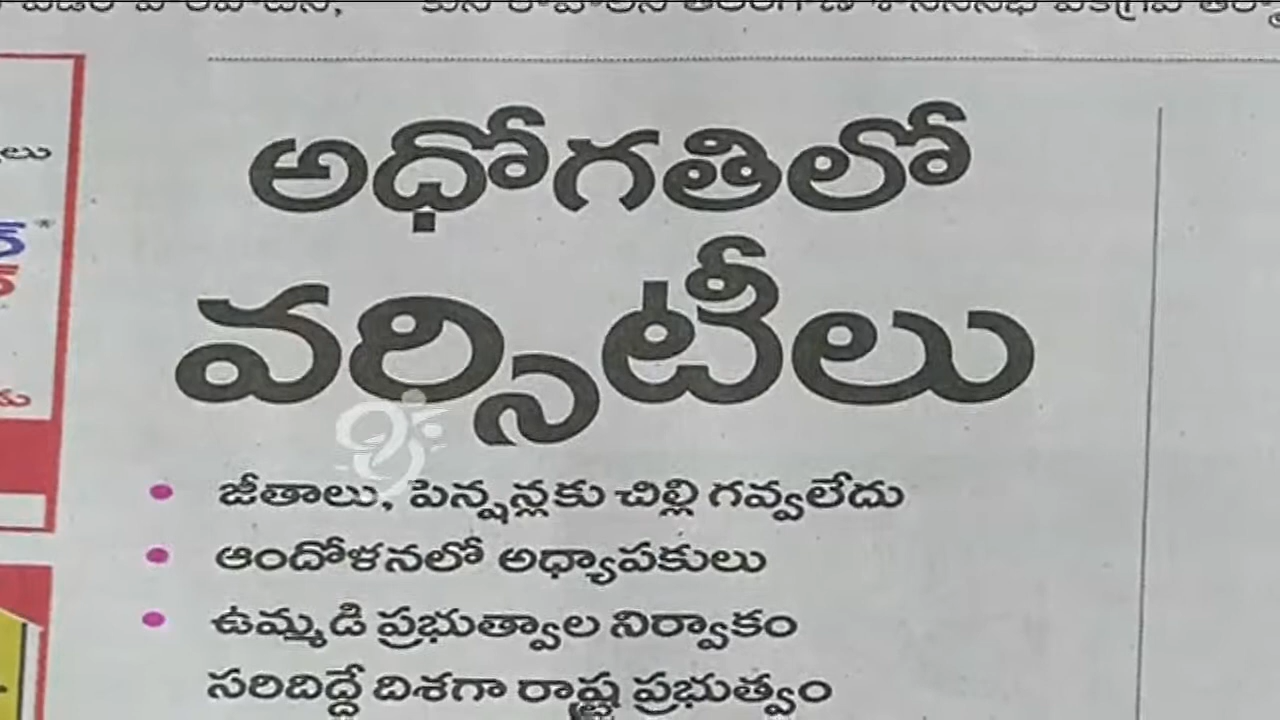 అధోగతిలో
వర్సిటీలు
• జీతాలు, పెన్షన్లకు చిల్లి గవ్వలేదు
• ఆందోళనలో అధ్యాపకులు
• ఉమ్మడి ప్రభుత్వాల నిర్వాకం
సరిదిద్దే దిశగా రాష్ట్ర ప్రభుత్వం